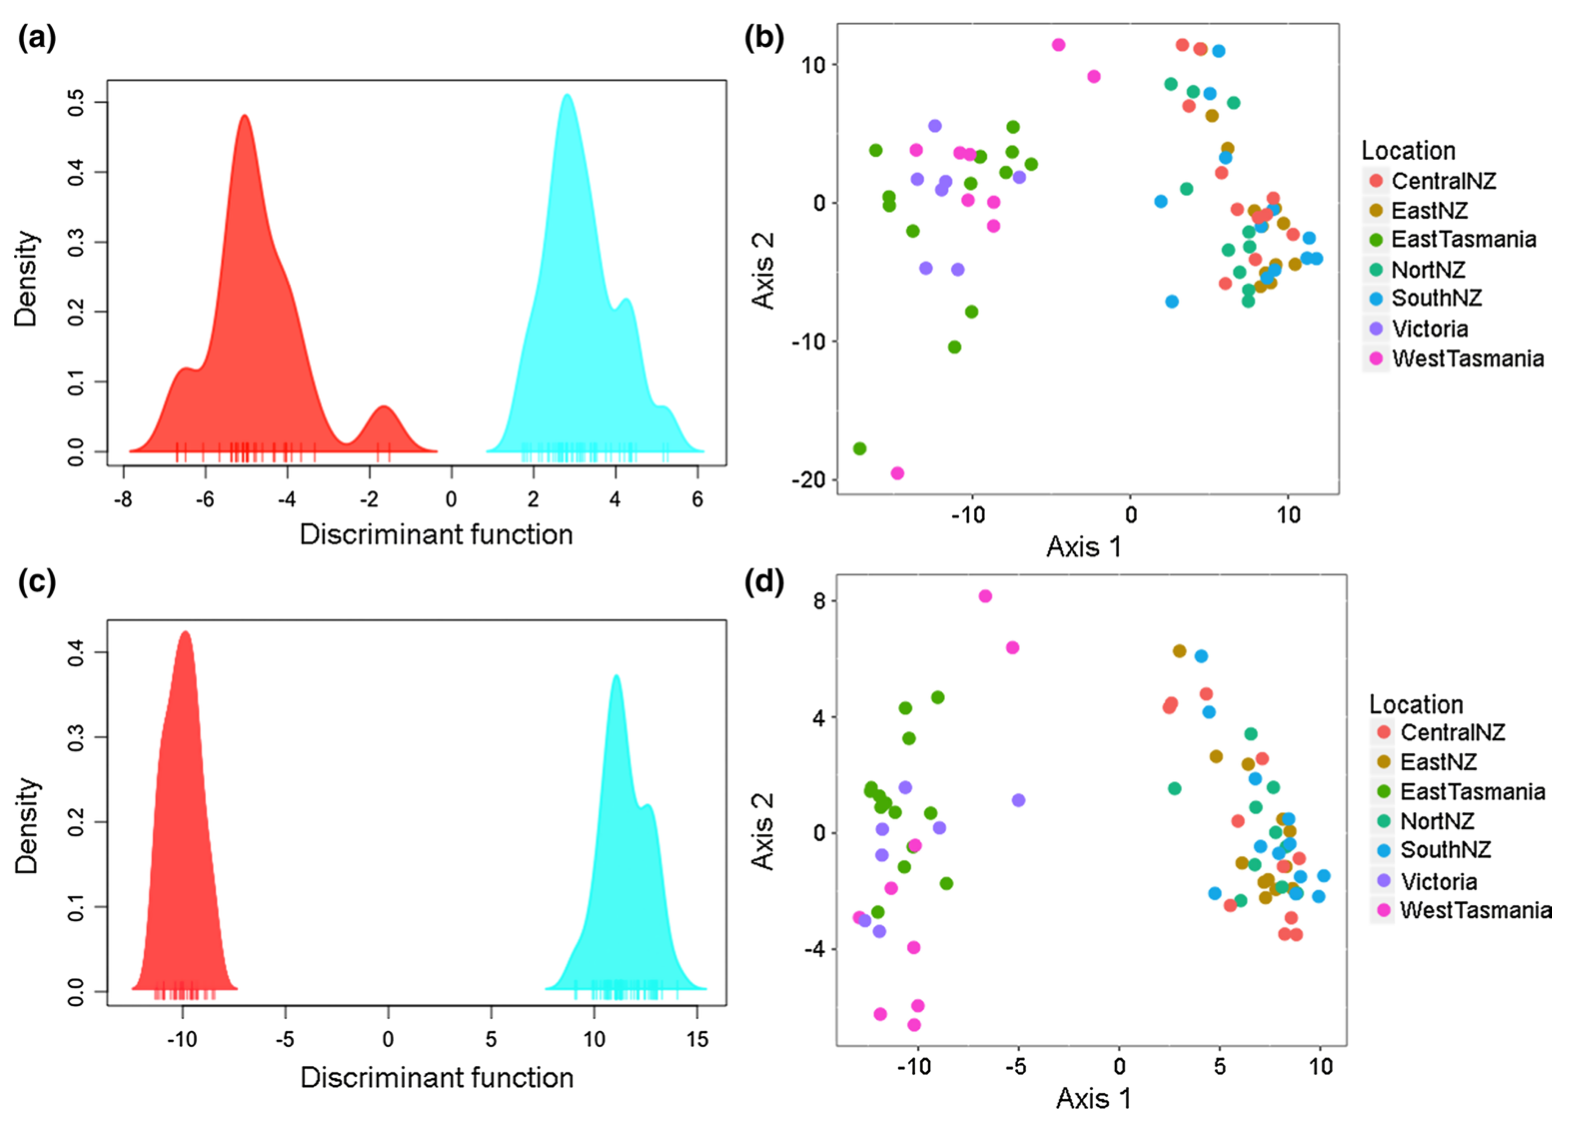 (a)
0.5
0.4
0.3
0.2
0.1
0.0
Density
-8 -6 -4 -2 0 2 4 6
Discriminant function
(b)
10
0
-10
-20
Axis 2
-10 0 10
Axis 1
Location
CentralNZ
EastNZ
EastTasmania
NortNZ
SouthNZ
Victoria
WestTasmania
(c)
0.4
0.3
0.2
0.1
0.0
Density
-10 -5 0 5 10 15
Discriminant function
(d)
8
4
0
-4
Axis 2
-10 -5 0 5 10
Axis 1
Location
CentralNZ
EastNZ
EastTasmania
NortNZ
SouthNZ
Victoria
WestTasmania